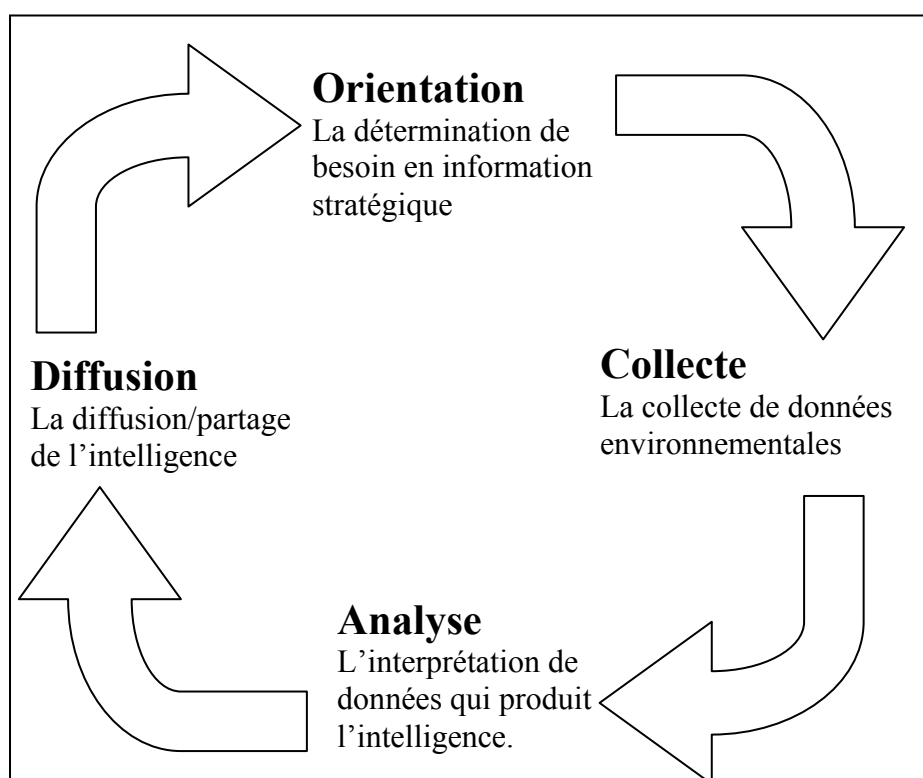 Orientation
La détermination de
besoin en information
stratégique
Collecte
La collecte de données
environnementales
Analyse
L’interprétation de
données qui produit
l’intelligence.
Diffusion
La diffusion/partage
de l’intelligence